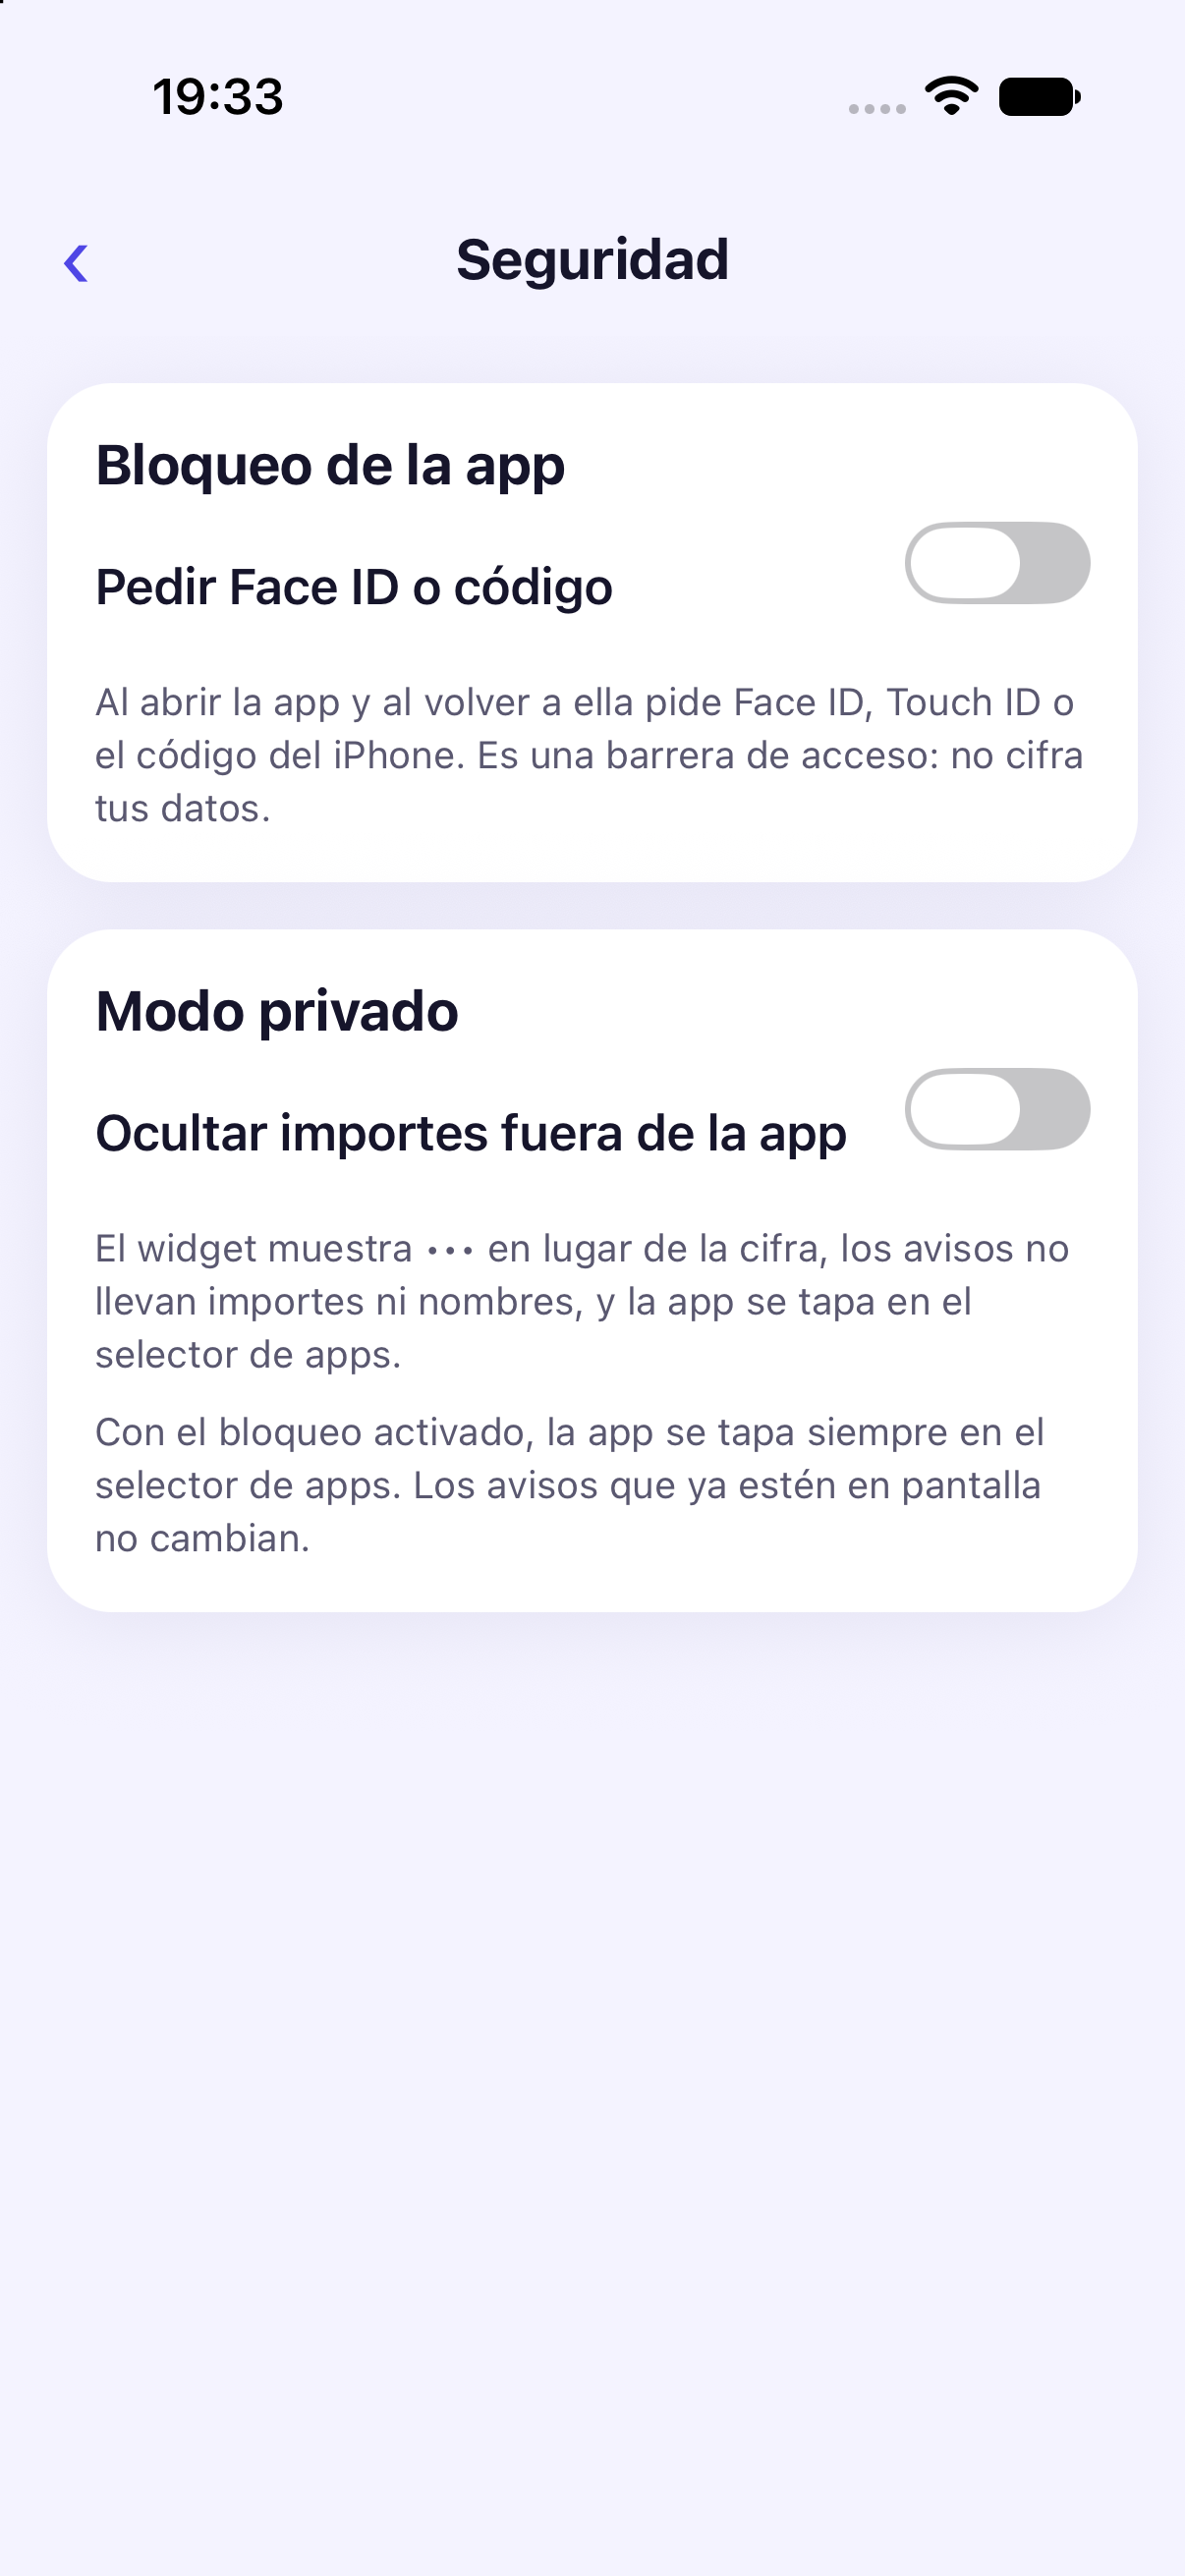 19:33
Seguridad
Bloqueo de la app
Pedir Face ID o código
Al abrir la app y al volver a ella pide Face ID, Touch ID o
el código del iPhone. Es una barrera de acceso: no cifra
tus datos.
Modo privado
Ocultar importes fuera de la app
El widget muestra ••• en lugar de la cifra, los avisos no
llevan importes ni nombres, y la app se tapa en el
selector de apps.
Con el bloqueo activado, la app se tapa siempre en el
selector de apps. Los avisos que ya estén en pantalla
no cambian.